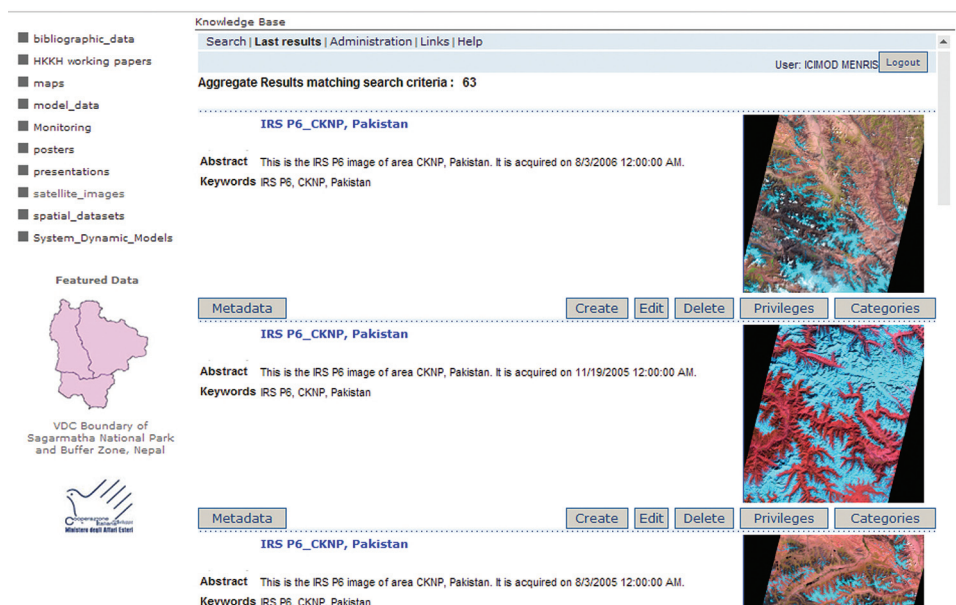 Knowledge Base
bibliographic_data
HKKH working papers
maps
model_data
Monitoring
posters
presentations
satellite_images
spatial_datasets
System_Dynamic_Models
Featured Data
VDC Boundary of
Sagarmatha National Park
and Buffer Zone, Nepal
Cooperazione
Ministero degli Affari Esteri
Search | Last results | Administration | Links | Help
User: ICIMOD MENRIS Logout
Aggregate Results matching search criteria : 63
IRS P6_CKNP, Pakistan
Abstract This is the IRS P6 image of area CKNP, Pakistan. It is acquired on 8/3/2006 12:00:00 AM.
Keywords IRS P6, CKNP, Pakistan
Metadata Create Edit Delete Privileges Categories
IRS P6_CKNP, Pakistan
Abstract This is the IRS P6 image of area CKNP, Pakistan. It is acquired on 11/19/2005 12:00:00 AM.
Keywords IRS P6, CKNP, Pakistan
Metadata Create Edit Delete Privileges Categories
IRS P6_CKNP, Pakistan
Abstract This is the IRS P6 image of area CKNP, Pakistan. It is acquired on 8/3/2005 12:00:00 AM.
Keywords IRS P6, CKNP, Pakistan